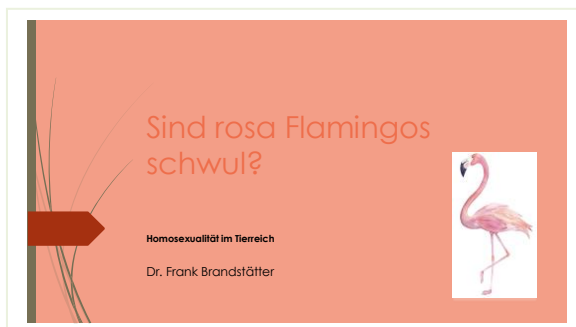 Sind rosa Flamingos
schwul?
Homosexualität im Tierreich
Dr. Frank Brandstätter